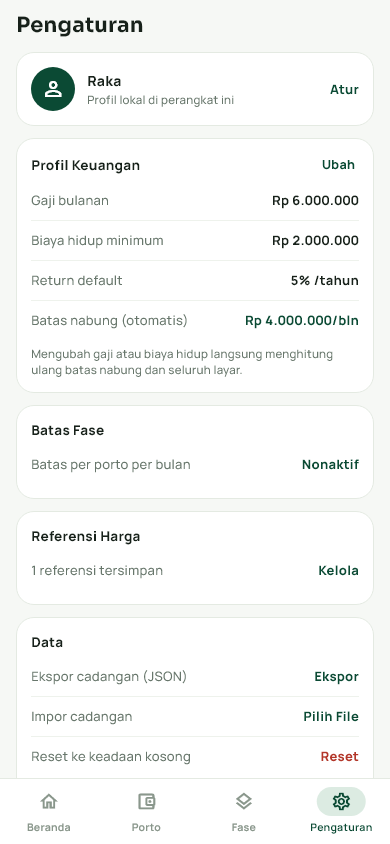 Pengaturan
Raka
Profil lokal di perangkat ini
Atur
Profil Keuangan
Ubah
Gaji bulanan
Rp 6.000.000
Biaya hidup minimum
Rp 2.000.000
Return default
5% /tahun
Batas nabung (otomatis)
Rp 4.000.000/bln
Mengubah gaji atau biaya hidup langsung menghitung
ulang batas nabung dan seluruh layar.
Batas Fase
Batas per porto per bulan
Nonaktif
Referensi Harga
1 referensi tersimpan
Kelola
Data
Ekspor cadangan (JSON)
Ekspor
Impor cadangan
Pilih File
Reset ke keadaan kosong
Reset
Beranda
Porto
Fase
Pengaturan